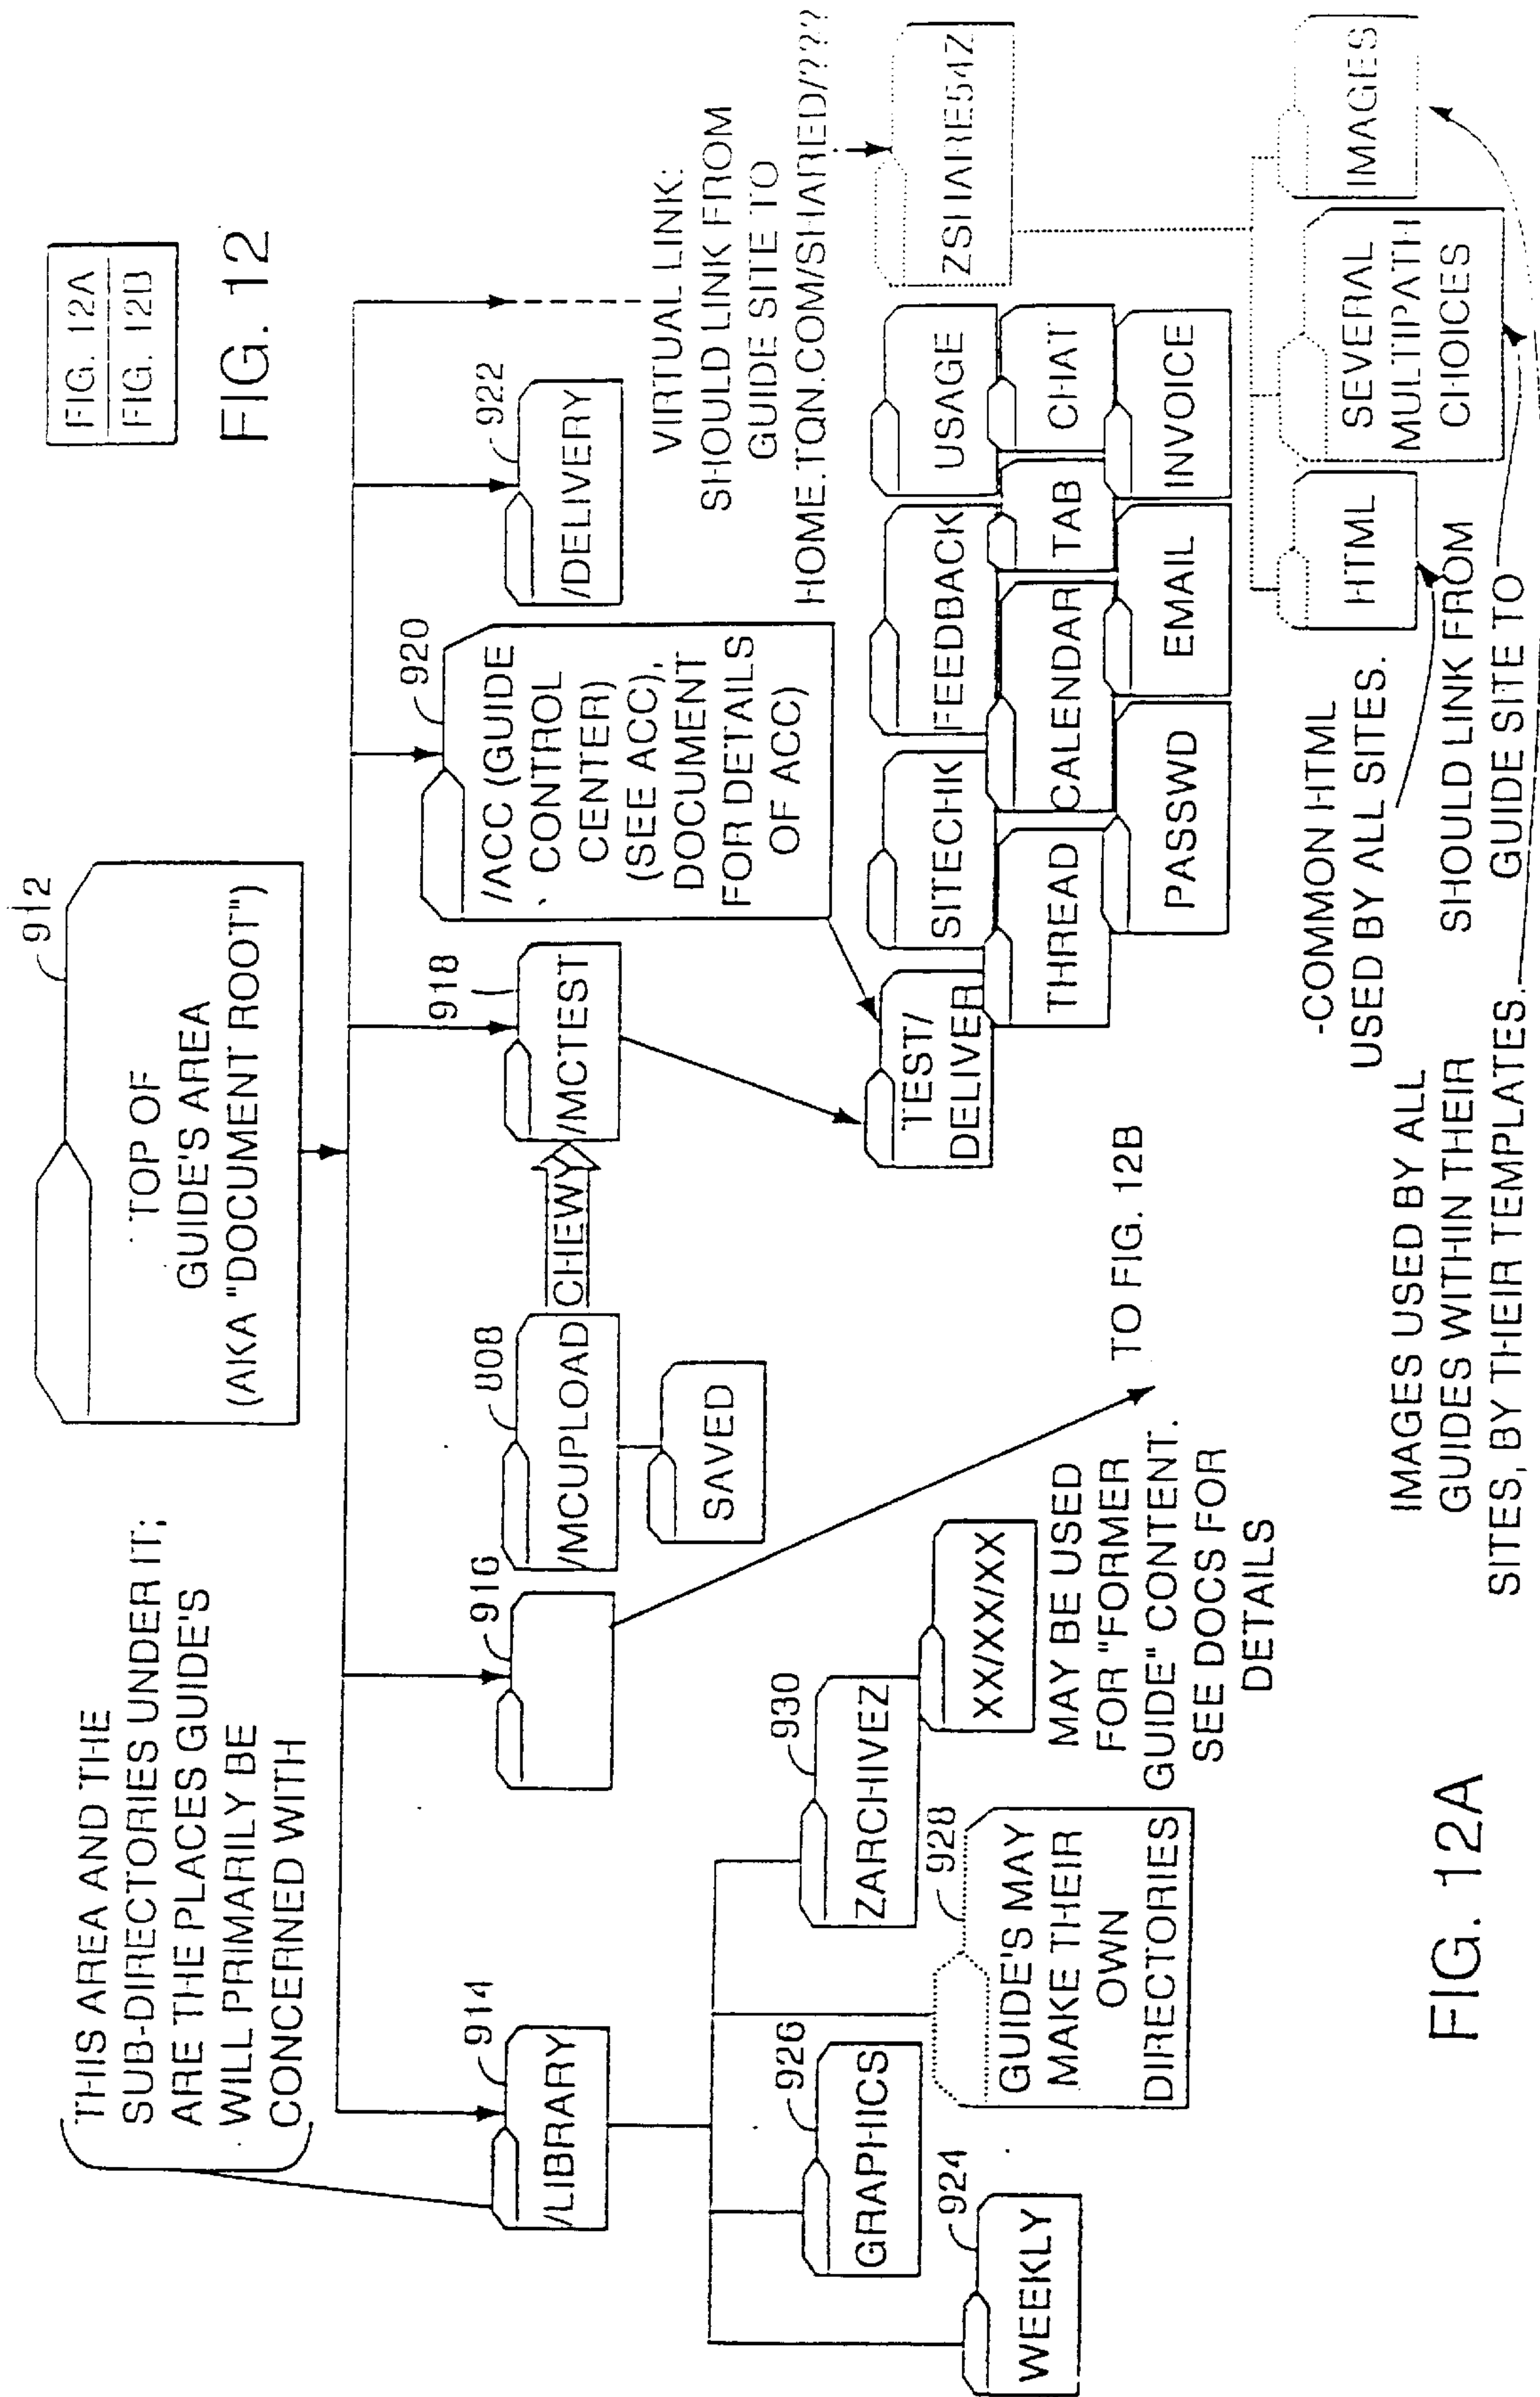 FIG. 12A
FIG. 12B
FIG. 12
912
TOP OF
GUIDE'S AREA
(AKA "DOCUMENT ROOT")
THIS AREA AND THE
SUB-DIRECTORIES UNDER IT;
ARE THE PLACES GUIDE'S
WILL PRIMARILY BE
CONCERNED WITH
914
/LIBRARY
916
808
/MCUPLOAD
CHEWY
SAVED
918
/MCTEST
920
/ACC (GUIDE
CONTROL
CENTER)
(SEE ACC),
DOCUMENT
FOR DETAILS
OF ACC)
922
/DELIVERY
VIRTUAL LINK:
SHOULD LINK FROM
GUIDE SITE TO
HOME.TQN.COM/SHARED/???
924
WEEKLY
926
GRAPHICS
928
GUIDE'S MAY
MAKE THEIR
OWN
DIRECTORIES
930
ZARCHIVEZ
XX/XX/XX
MAY BE USED
FOR "FORMER
GUIDE" CONTENT.
SEE DOCS FOR
DETAILS
TO FIG. 12B
TEST/
DELIVER
SITECHK
FEEDBACK
USAGE
THREAD
CALENDAR
TAB
CHAT
PASSWD
EMAIL
INVOICE
ZSHARE54Z
HTML
SEVERAL
MULTIPATH
CHOICES
IMAGES
-COMMON HTML
USED BY ALL SITES.
IMAGES USED BY ALL
GUIDES WITHIN THEIR
SITES, BY THEIR TEMPLATES.
SHOULD LINK FROM
GUIDE SITE TO
FIG. 12A